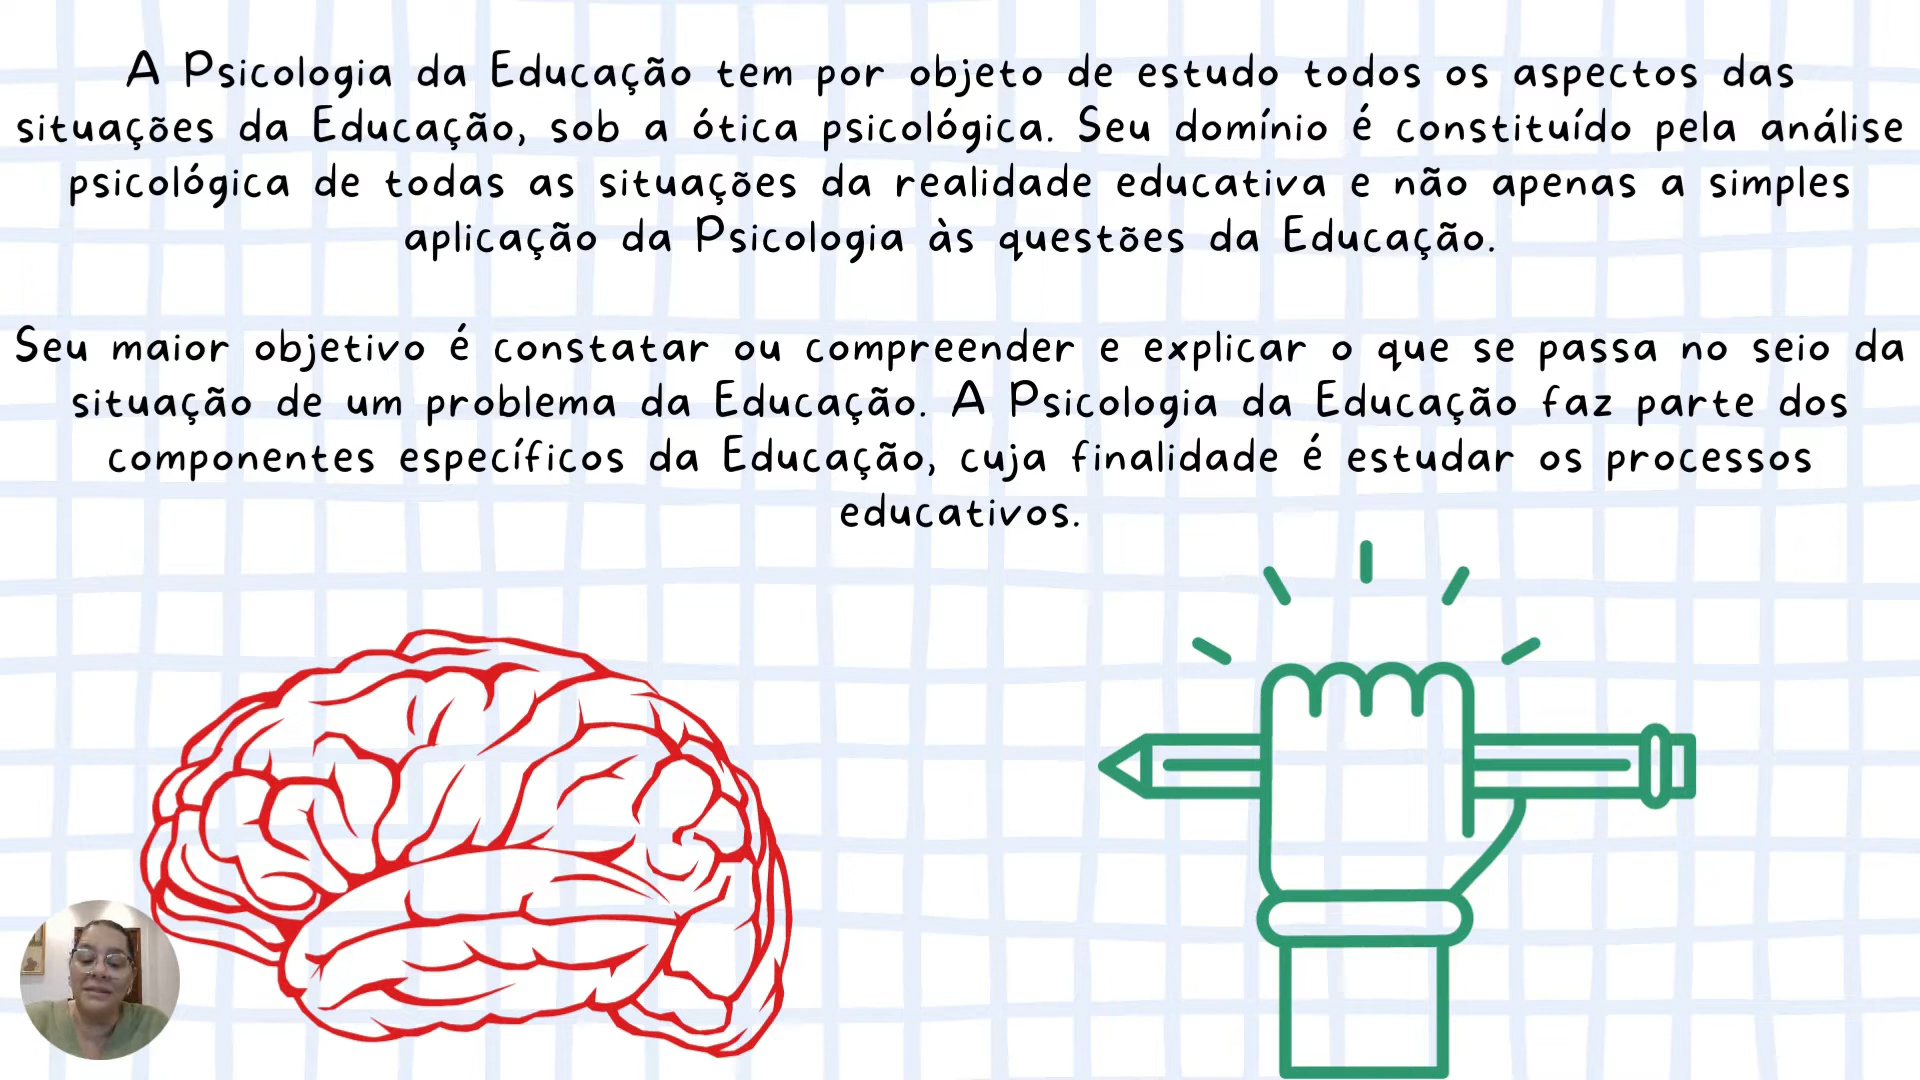 A Psicologia da Educação tem por objeto de estudo todos os aspectos das
situações da Educação, sob a ótica psicológica. Seu domínio é constituído pela análise
psicológica de todas as situações da realidade educativa e não apenas a simples
aplicação da Psicologia às questões da Educação.
Seu maior objetivo é constatar ou compreender e explicar o que se passa no seio da
situação de um problema da Educação. A Psicologia da Educação faz parte dos
componentes específicos da Educação, cuja finalidade é estudar os processos
educativos.